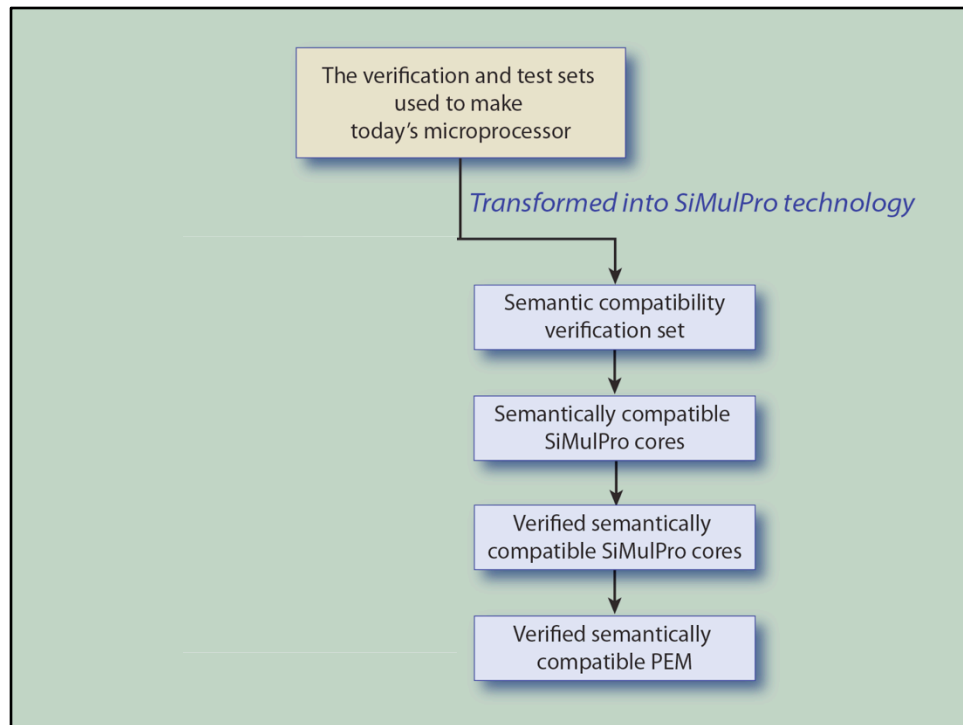 The verification and test sets
used to make
today's microprocessor
Transformed into SiMulPro technology
Semantic compatibility
verification set
Semantically compatible
SiMulPro cores
Verified semantically
compatible SiMulPro cores
Verified semantically
compatible PEM